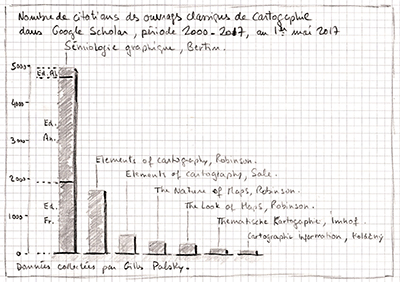 Nombre de citations des ouvrages classiques de Cartographie
dans Google Scholar, période 2000-2017, au 1er mai 2017
Sémiologie graphique, Bertin.
5000
Ed. All
4000
Ed.
An.
Elements of cartography, Robinson.
Elements of Cartography, Sale.
2000
The Nature of Maps, Robinson.
Ed.
Fr.
The Look of Maps, Robinson.
1000
Thematische Kartographie, Imhof.
Cartographic Information,
0
Données collectées par Gilles Palsky.